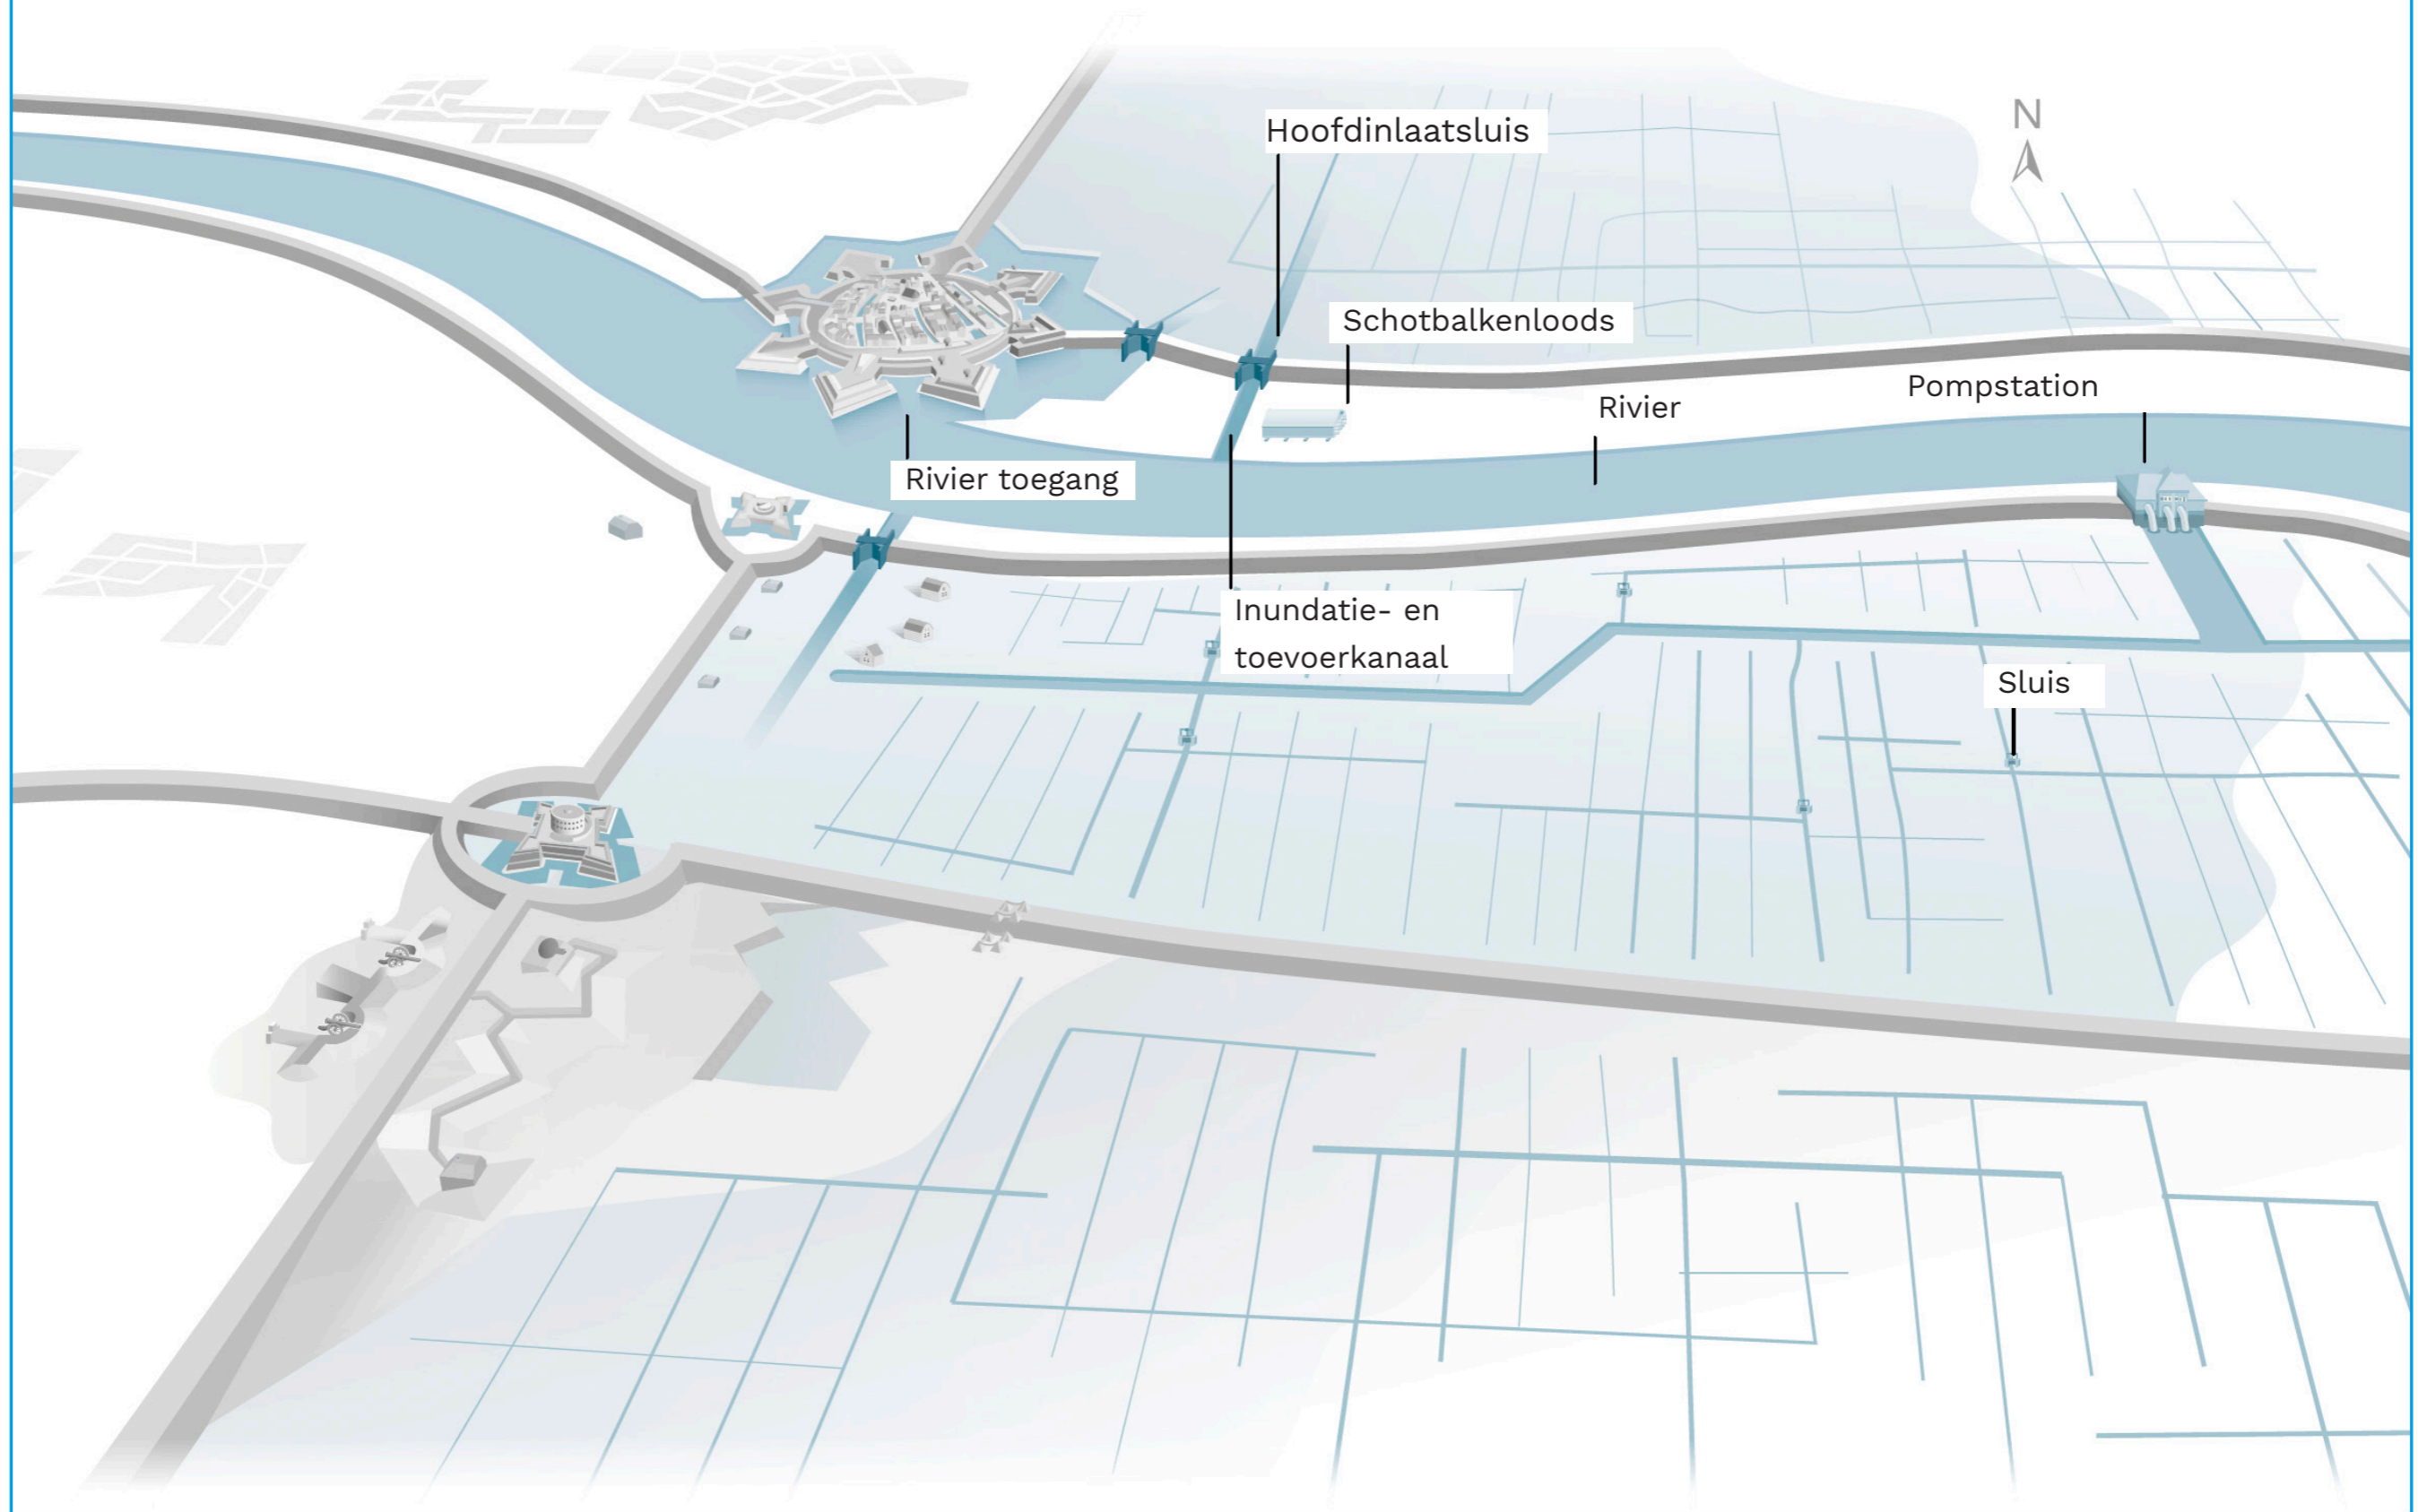 N
Hoofdinlaatsluis
Schotbalkenloods
Pompstation
Rivier
Rivier toegang
Inundatie- en
toevoerkanaal
Sluis